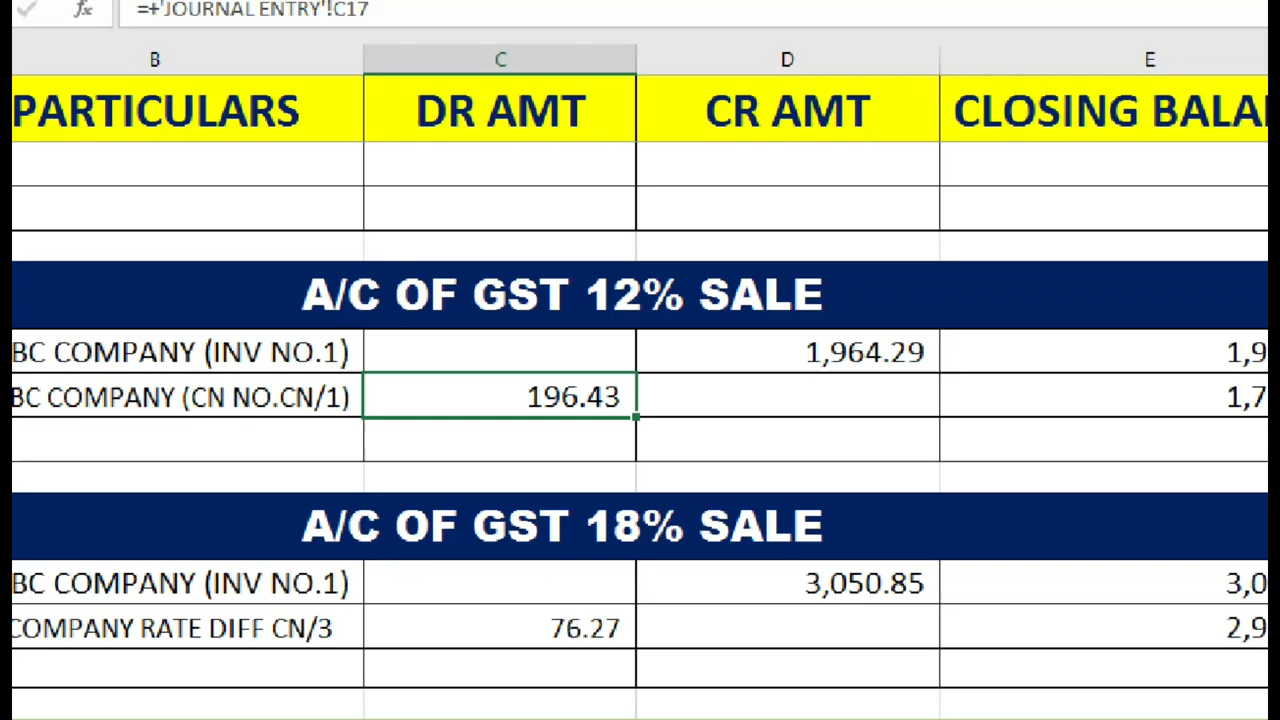 fx =+'JOURNAL ENTRY'!C17
B C D E
PARTICULARS DR AMT CR AMT CLOSING BALA
A/C OF GST 12% SALE
BC COMPANY (INV NO.1) 1,964.29 1,9
BC COMPANY (CN NO.CN/1) 196.43 1,7
A/C OF GST 18% SALE
BC COMPANY (INV NO.1) 3,050.85 3,0
COMPANY RATE DIFF CN/3 76.27 2,9